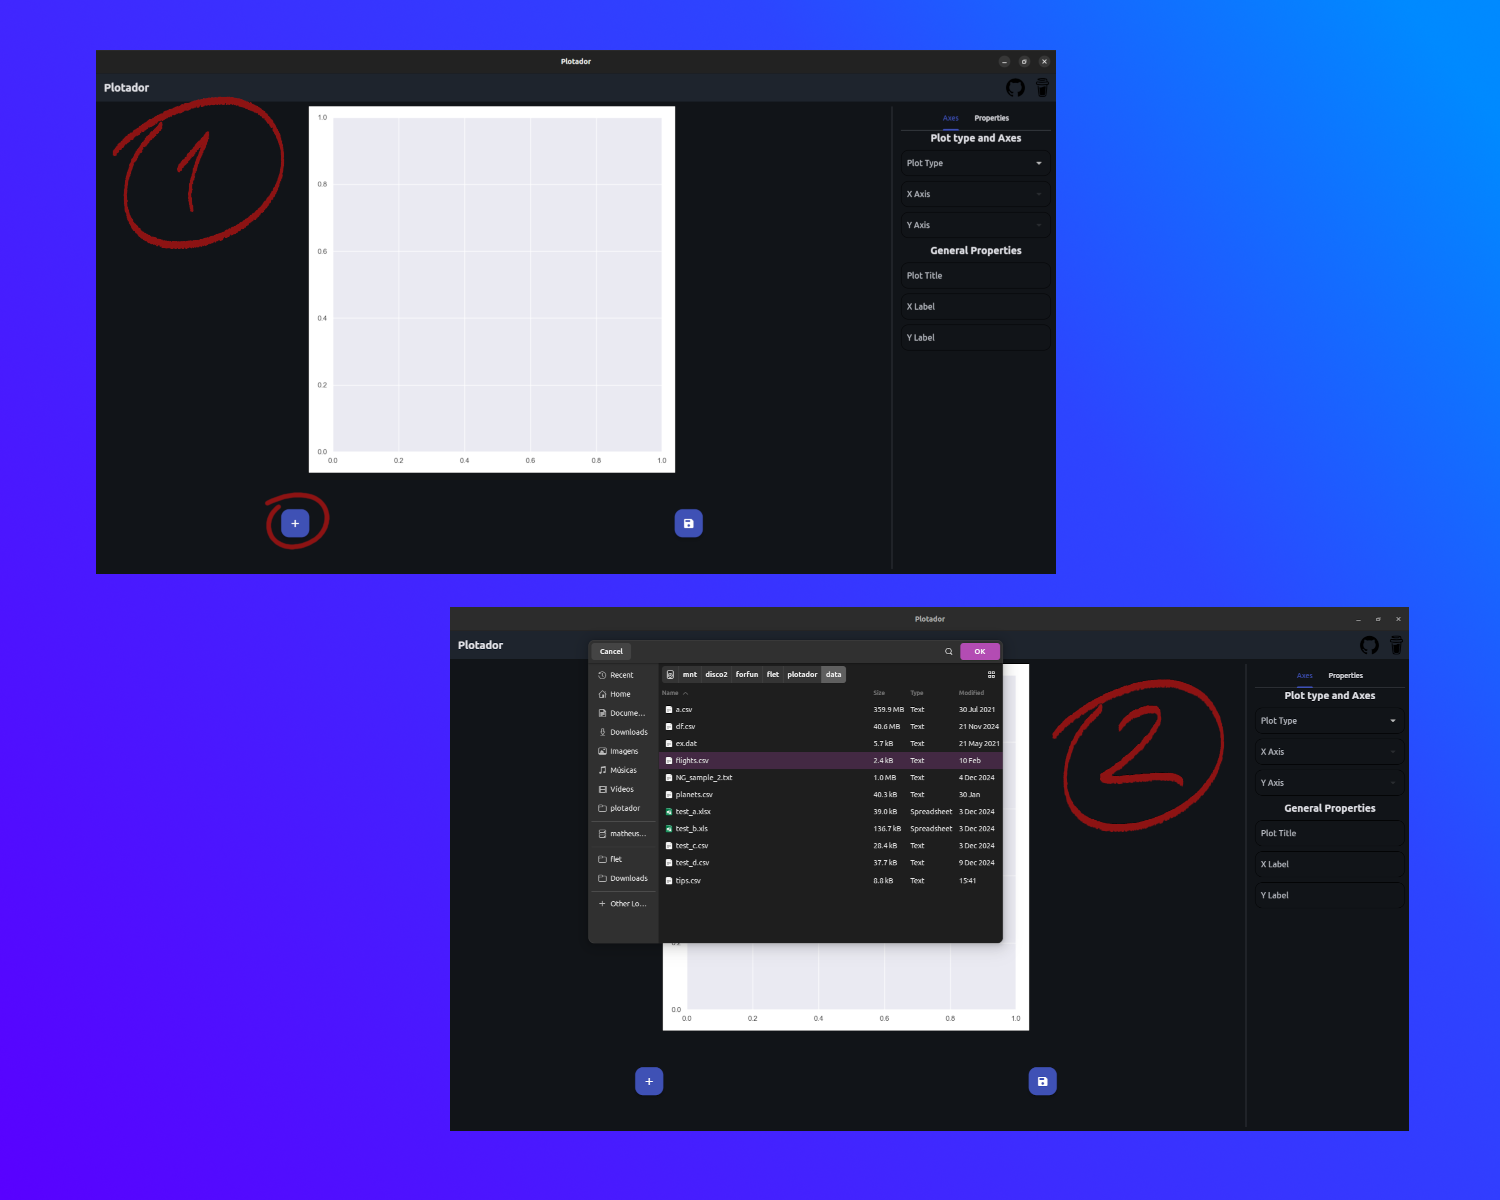 Plotador
Plotador
1
Axes Properties
Plot type and Axes
Plot Type
X Axis
Y Axis
General Properties
Plot Title
X Label
Y Label
1.0
0.8
0.6
0.4
0.2
0.0
0.0 0.2 0.4 0.6 0.8 1.0
+
Plotador
Plotador
Cancel OK
Recent
Home
Docume...
Downloads
Imagens
Músicas
Vídeos
plotador
matheus...
flet
Downloads
+ Other Lo...
mnt disco2 forfun flet plotador data
Name Size Type Modified
a.csv 359.9 MB Text 30 Jul 2021
df.csv 40.6 MB Text 21 Nov 2024
ex.dat 5.7 kB Text 21 May 2021
flights.csv 2.4 kB Text 10 Feb
NG_sample_2.txt 1.0 MB Text 4 Dec 2024
planets.csv 40.3 kB Text 30 Jan
test_a.xlsx 39.0 kB Spreadsheet 3 Dec 2024
test_b.xls 136.7 kB Spreadsheet 3 Dec 2024
test_c.csv 28.4 kB Text 3 Dec 2024
test_d.csv 37.7 kB Text 9 Dec 2024
tips.csv 8.8 kB Text 15:41
2
Axes Properties
Plot type and Axes
Plot Type
X Axis
Y Axis
General Properties
Plot Title
X Label
Y Label
0.2
0.0
0.0 0.2 0.4 0.6 0.8 1.0
+